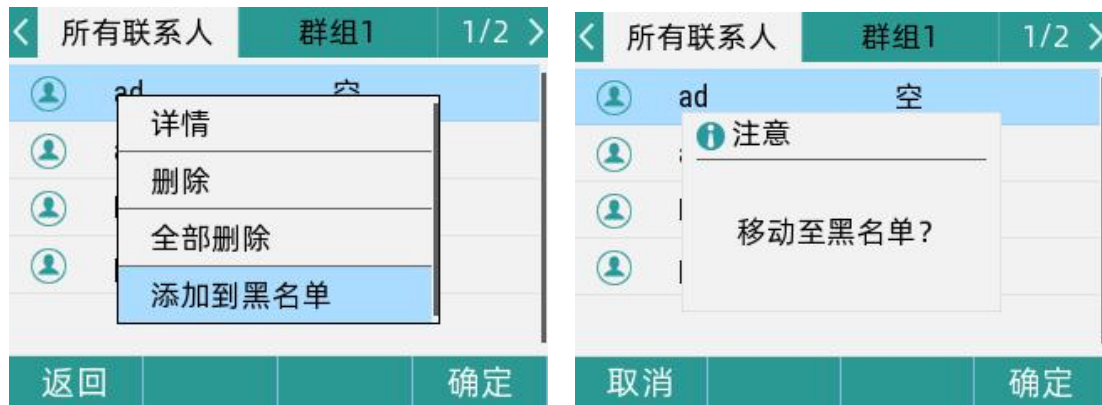 < 所有联系人 群组1 1/2 >
ad 空
详情
删除
全部删除
添加到黑名单
返回 确定
< 所有联系人 群组1 1/2 >
ad 空
注意
移动至黑名单?
取消 确定